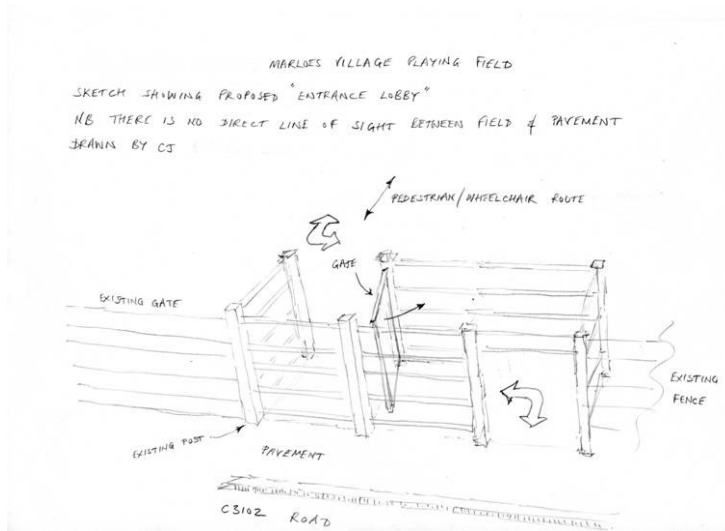 MARLOES VILLAGE PLAYING FIELD
SKETCH SHOWING PROPOSED "ENTRANCE LOBBY"
NB THERE IS NO DIRECT LINE OF SIGHT BETWEEN FIELD & PAVEMENT
DRAWN BY CJ
PEDESTRIAN/WHEELCHAIR ROUTE
GATE
EXISTING GATE
EXISTING
FENCE
EXISTING POST
PAVEMENT
C3102 ROAD